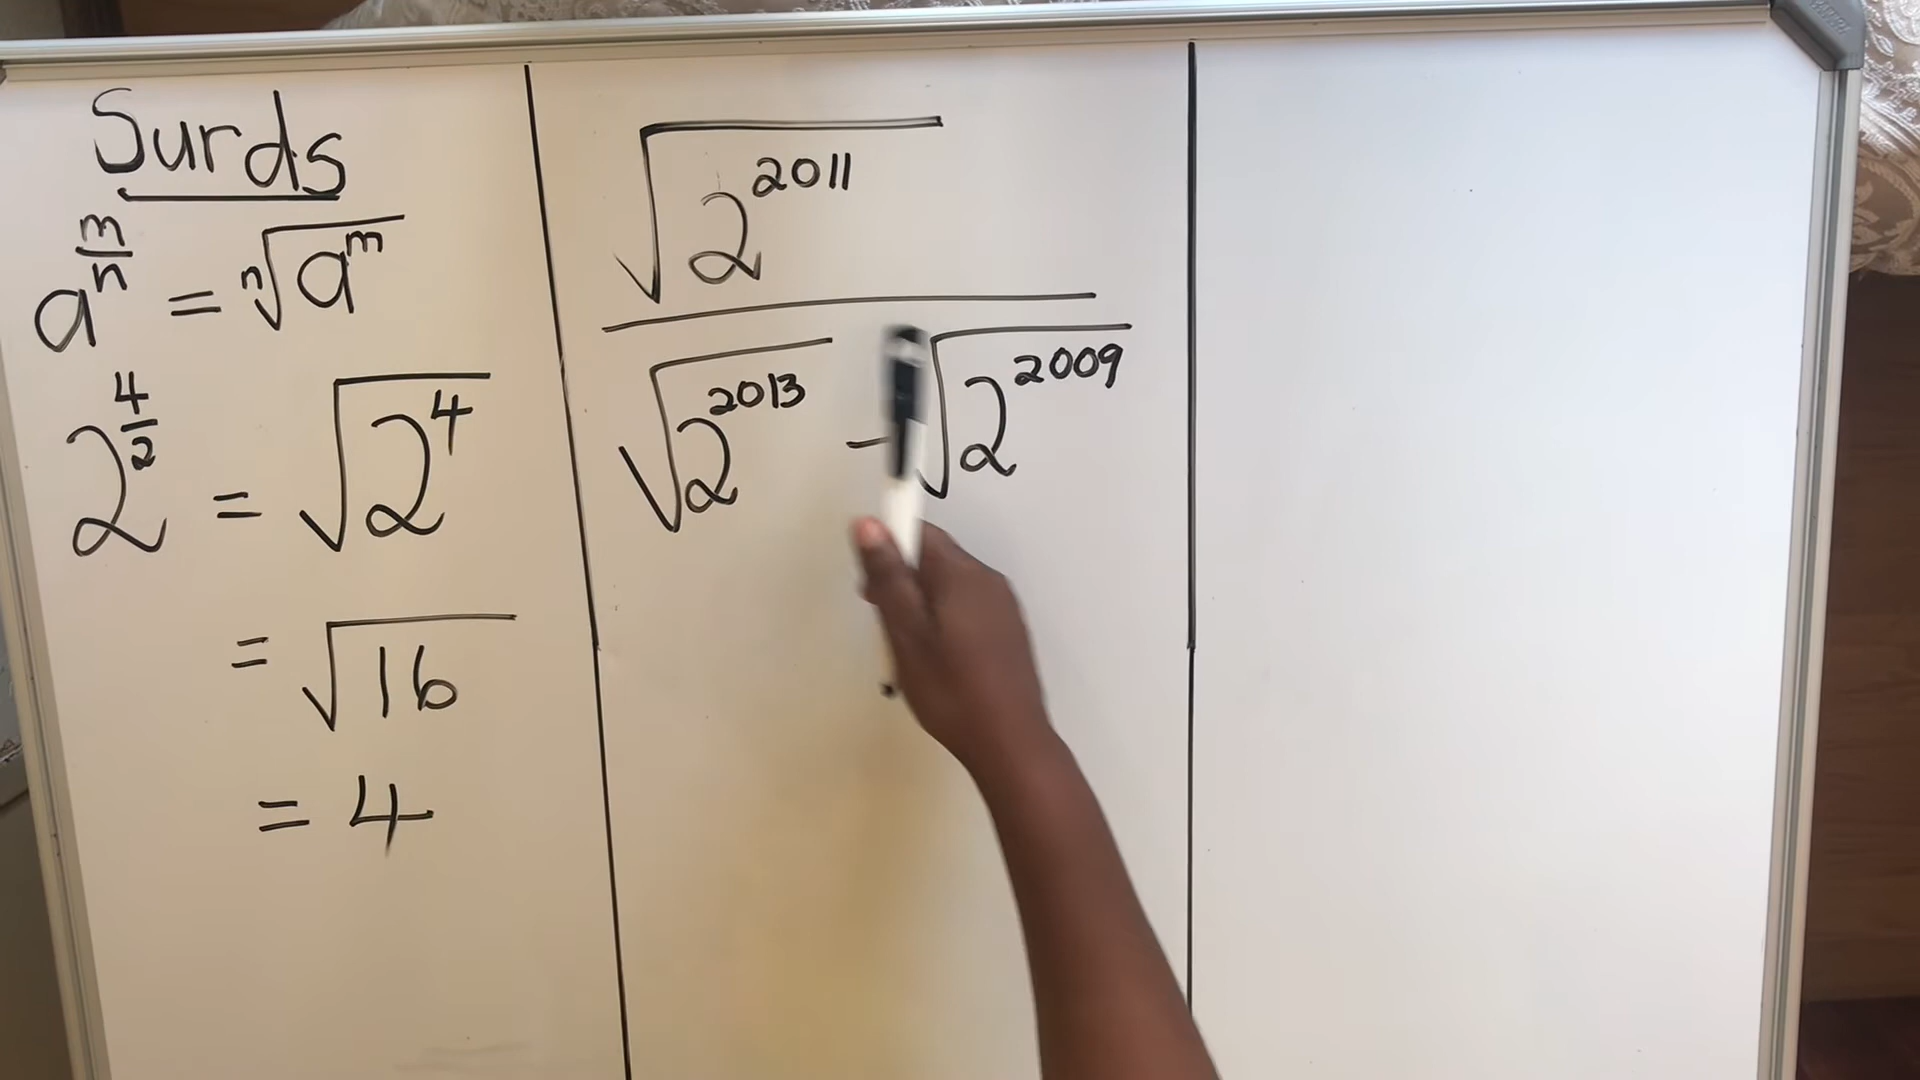 Surds
a^{m/n} = ⁿ√(a^m)
2^{4/2} = √(2^4)
= √16
= 4
√(2^{2011})
√(2^{2013}) - √(2^{2009})